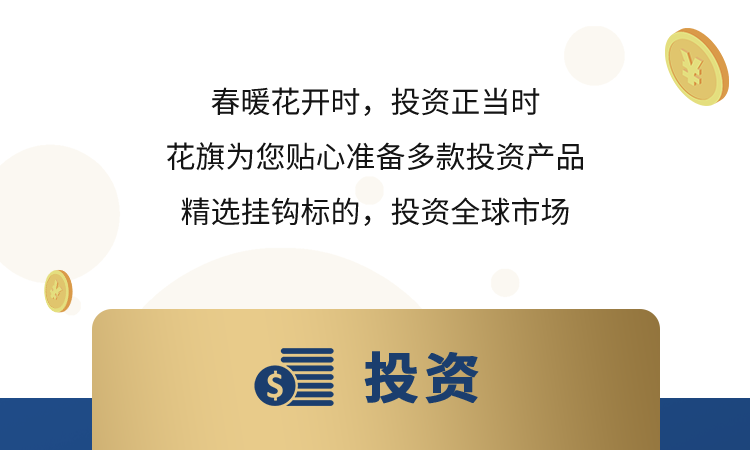 春暖花开时，投资正当时
花旗为您贴心准备多款投资产品
精选挂钩标的，投资全球市场
¥
¥
$ 投资